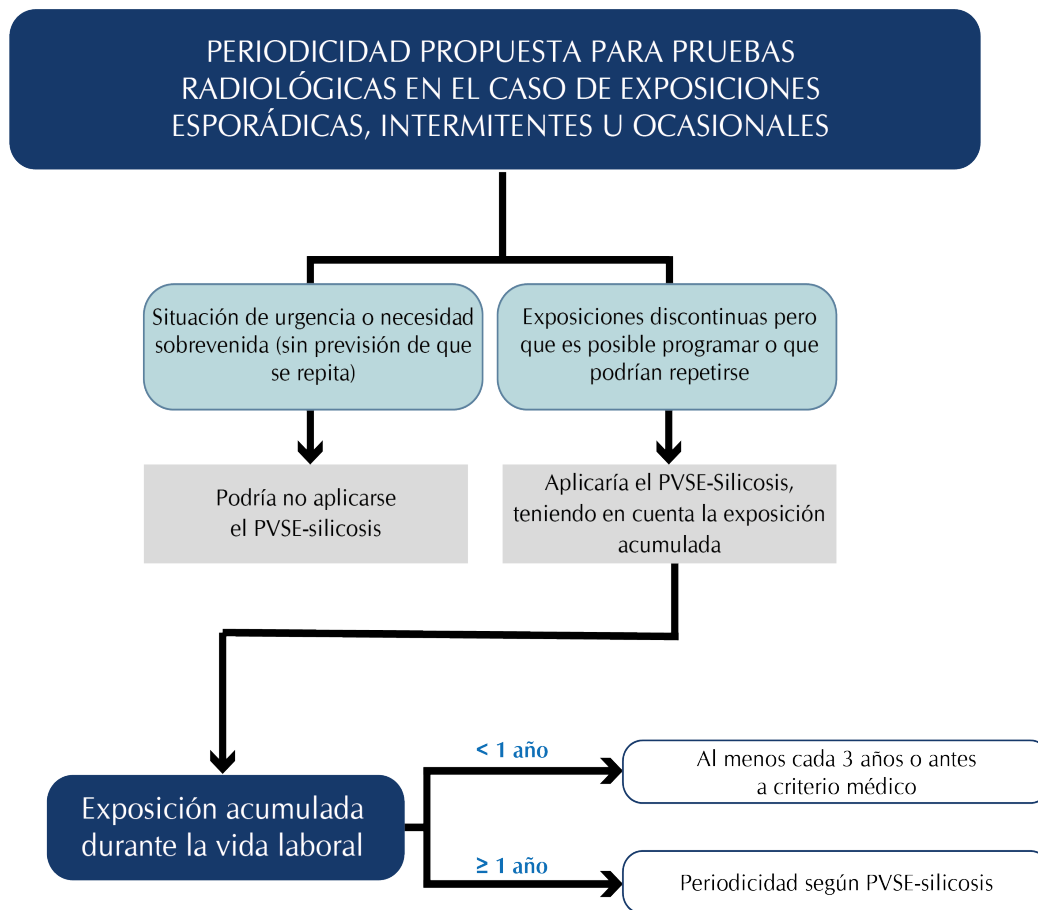 PERIODICIDAD PROPUESTA PARA PRUEBAS
RADIOLÓGICAS EN EL CASO DE EXPOSICIONES
ESPORÁDICAS, INTERMITENTES U OCASIONALES
Situación de urgencia o necesidad
sobrevenida (sin previsión de que
se repita)
Exposiciones discontinuas pero
que es posible programar o que
podrían repetirse
Podría no aplicarse
el PVSE-silicosis
Aplicaría el PVSE-Silicosis,
teniendo en cuenta la exposición
acumulada
Exposición acumulada
durante la vida laboral
< 1 año
Al menos cada 3 años o antes
a criterio médico
≥ 1 año
Periodicidad según PVSE-silicosis